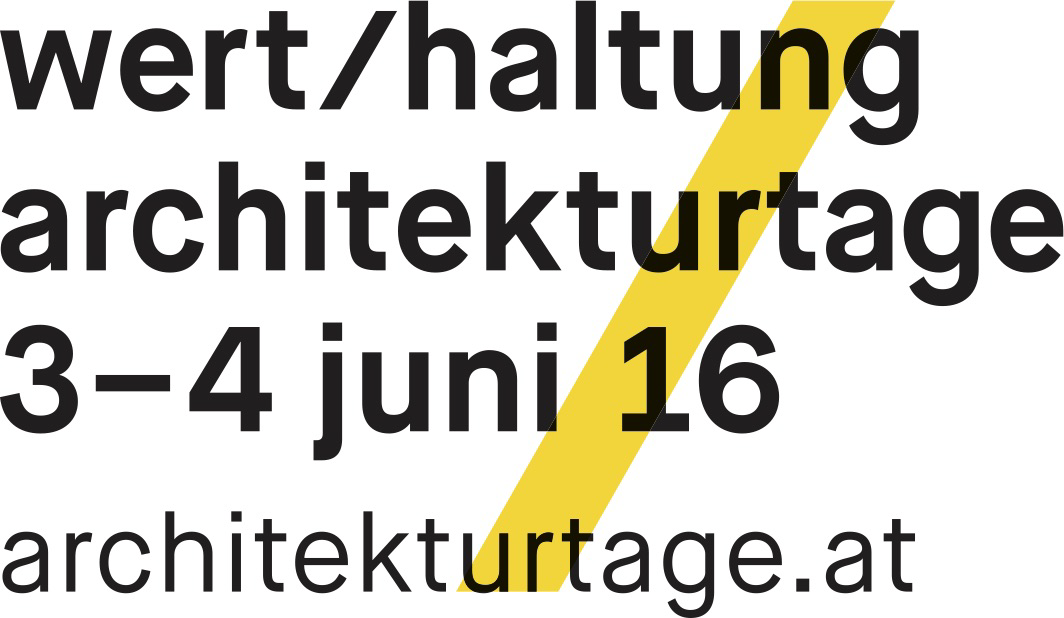 wert/haltung
architekturtage
3–4 juni 16
architekturtage.at